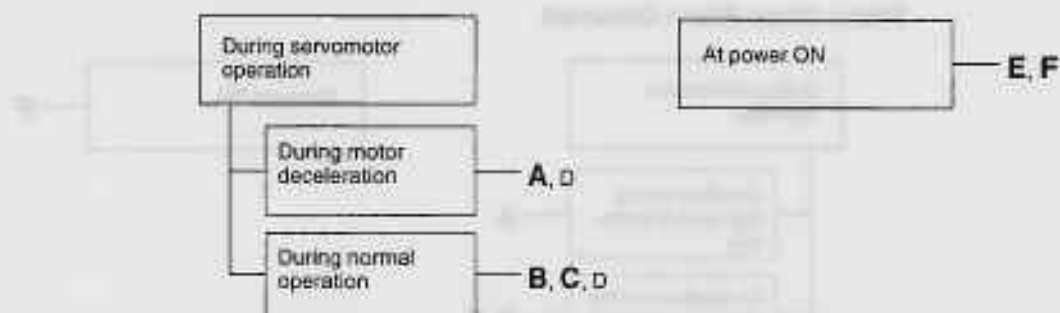 During servomotor
operation
At power ON
E, F
During motor
deceleration
A, D
During normal
operation
B, C, D